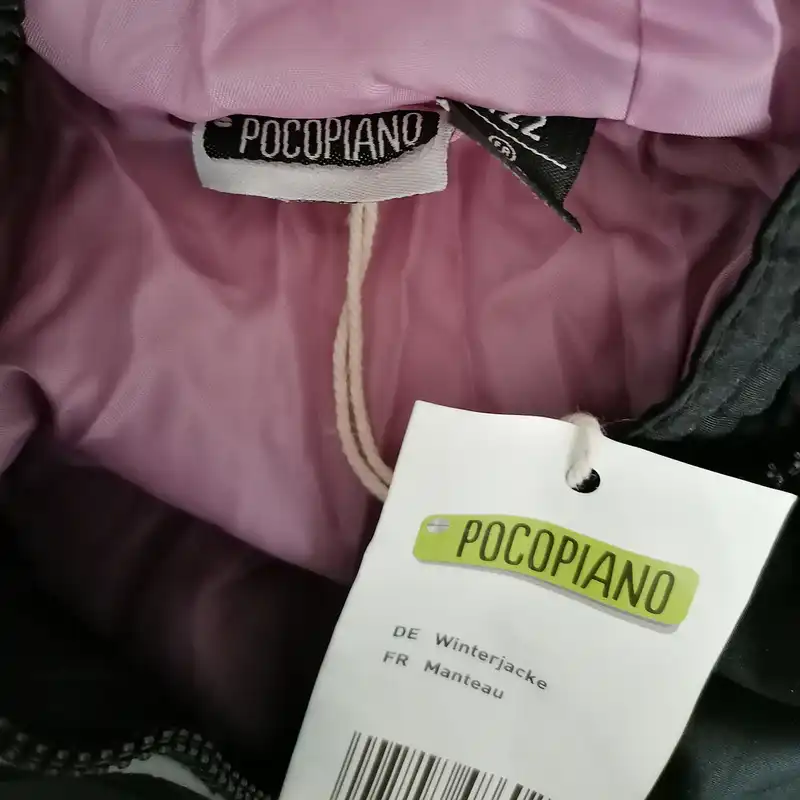 POCOPIANO
POCOPIANO
DE Winterjacke
FR Manteau